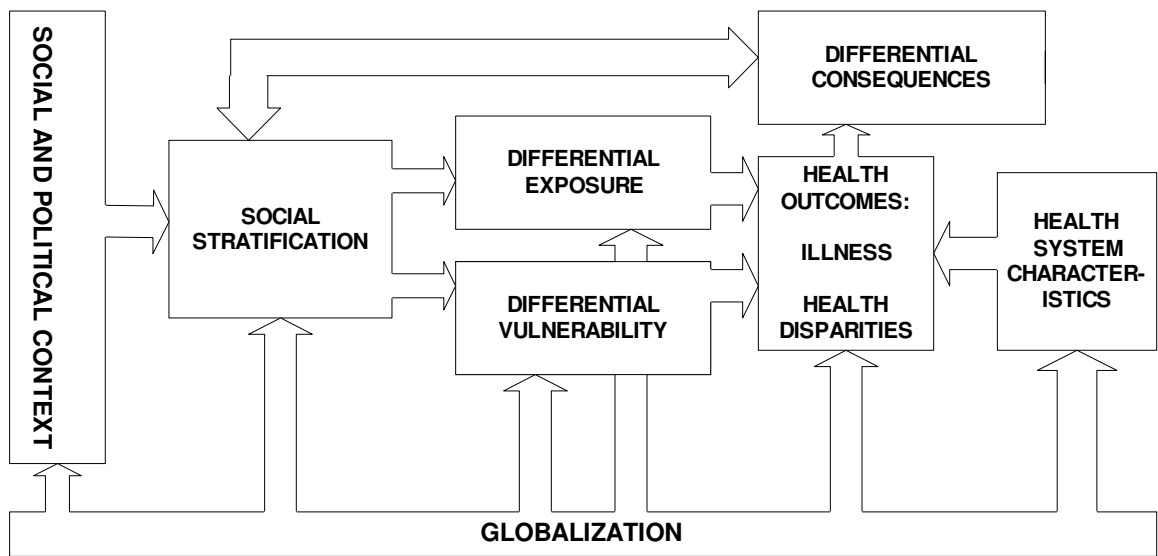 SOCIAL AND POLITICAL CONTEXT
DIFFERENTIAL
CONSEQUENCES
SOCIAL
STRATIFICATION
DIFFERENTIAL
EXPOSURE
DIFFERENTIAL
VULNERABILITY
HEALTH
OUTCOMES:
ILLNESS
HEALTH
DISPARITIES
HEALTH
SYSTEM
CHARACTER-
ISTICS
GLOBALIZATION